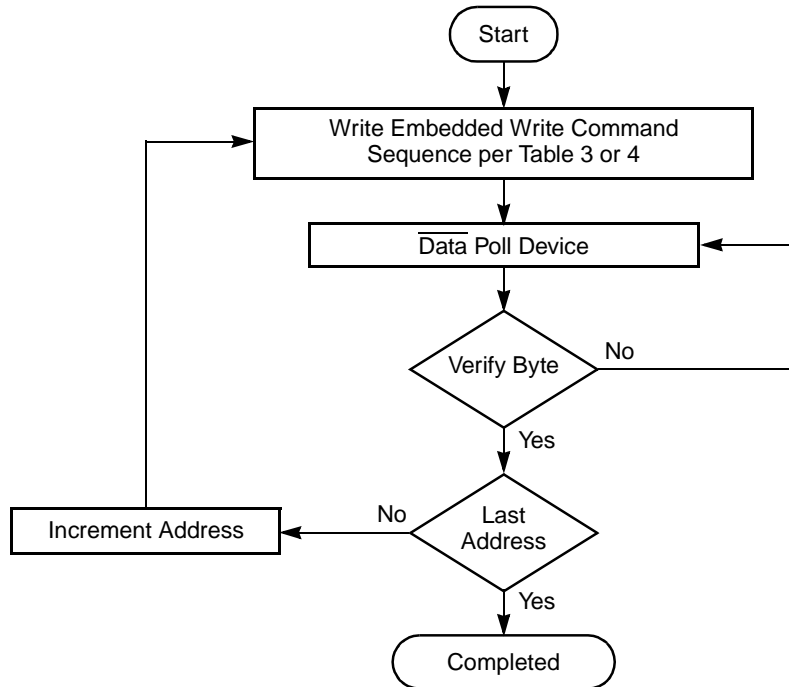 Start
Write Embedded Write Command
Sequence per Table 3 or 4
Data Poll Device
Verify Byte
No
Yes
No
Last
Address
Increment Address
Yes
Completed